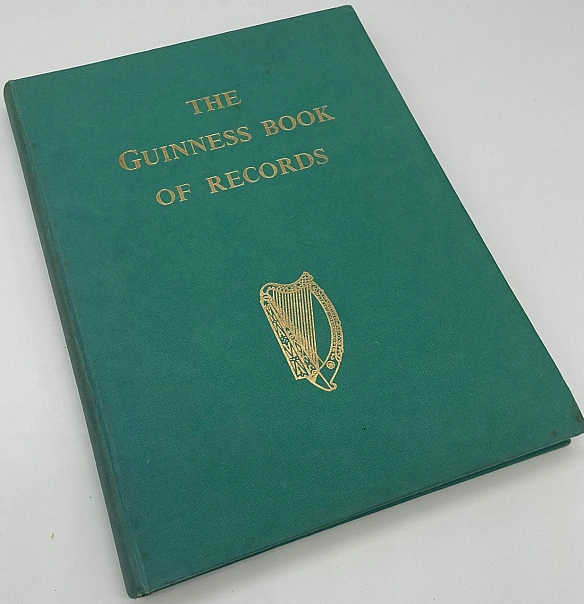 THE
GUINNESS BOOK
OF RECORDS